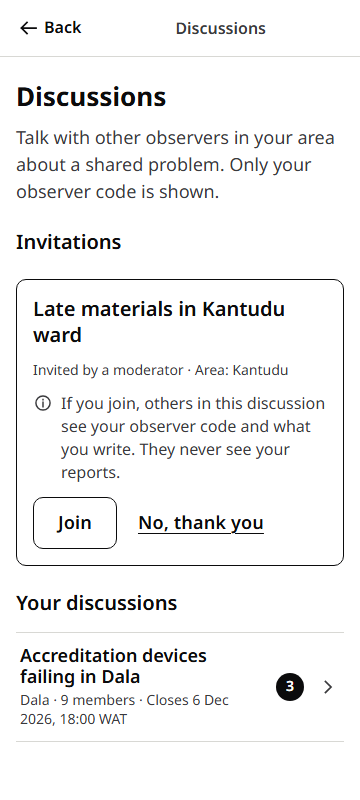 Back
Discussions
Discussions
Talk with other observers in your area
about a shared problem. Only your
observer code is shown.
Invitations
Late materials in Kantudu
ward
Invited by a moderator · Area: Kantudu
If you join, others in this discussion
see your observer code and what
you write. They never see your
reports.
Join
No, thank you
Your discussions
Accreditation devices
failing in Dala
Dala · 9 members · Closes 6 Dec
2026, 18:00 WAT
3